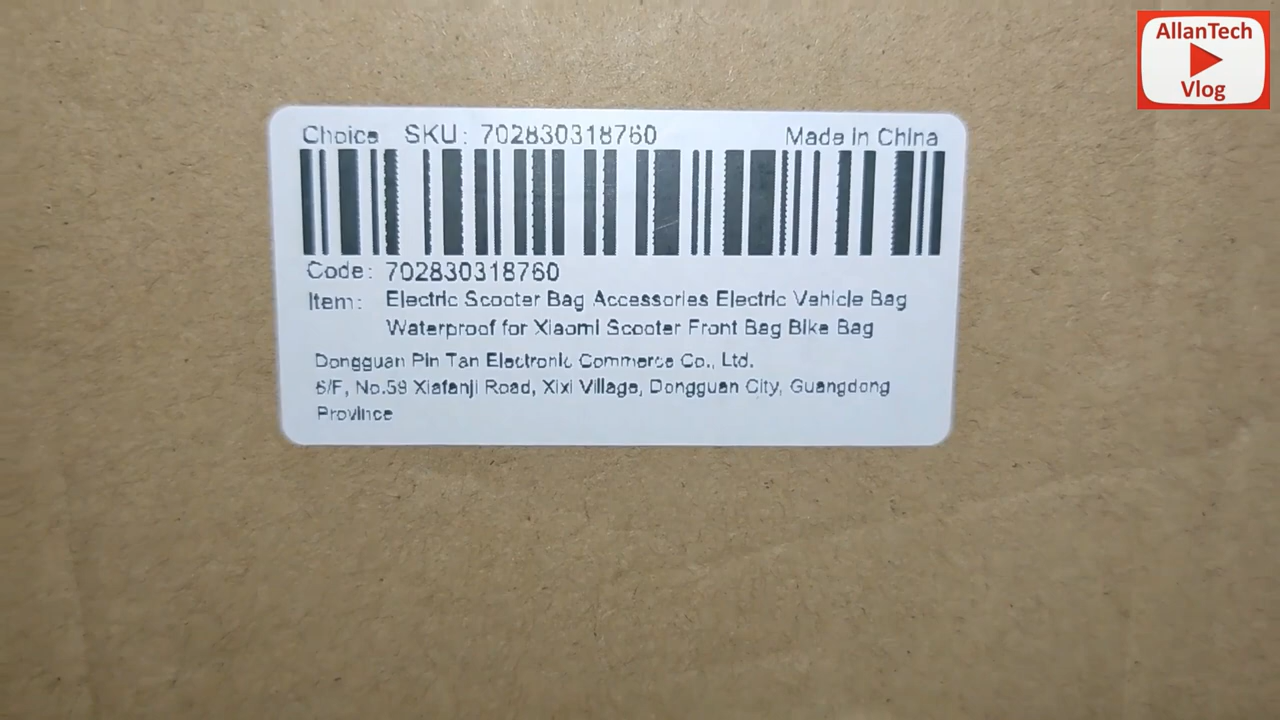 AllanTech
Vlog
Choice SKU: 702830318760 Made in China
Code: 702830318760
Item: Electric Scooter Bag Accessories Electric Vehicle Bag
Waterproof for Xiaomi Scooter Front Bag Bike Bag
Dongguan Pin Tan Electronic Commerce Co., Ltd.
6/F, No.59 Xiafanji Road, Xixi Village, Dongguan City, Guangdong
Province